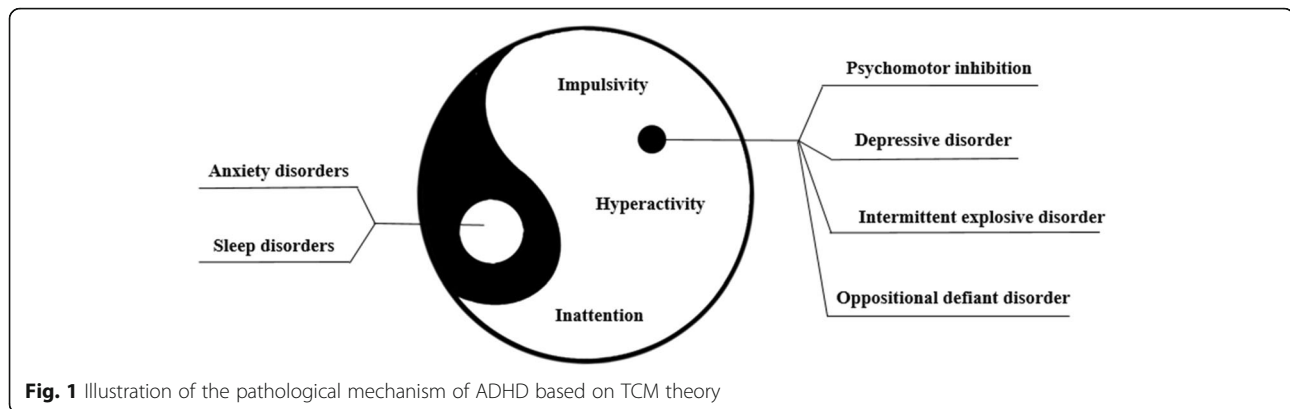 Anxiety disorders
Sleep disorders
Impulsivity
Hyperactivity
Inattention
Psychomotor inhibition
Depressive disorder
Intermittent explosive disorder
Oppositional defiant disorder
Fig. 1 Illustration of the pathological mechanism of ADHD based on TCM theory